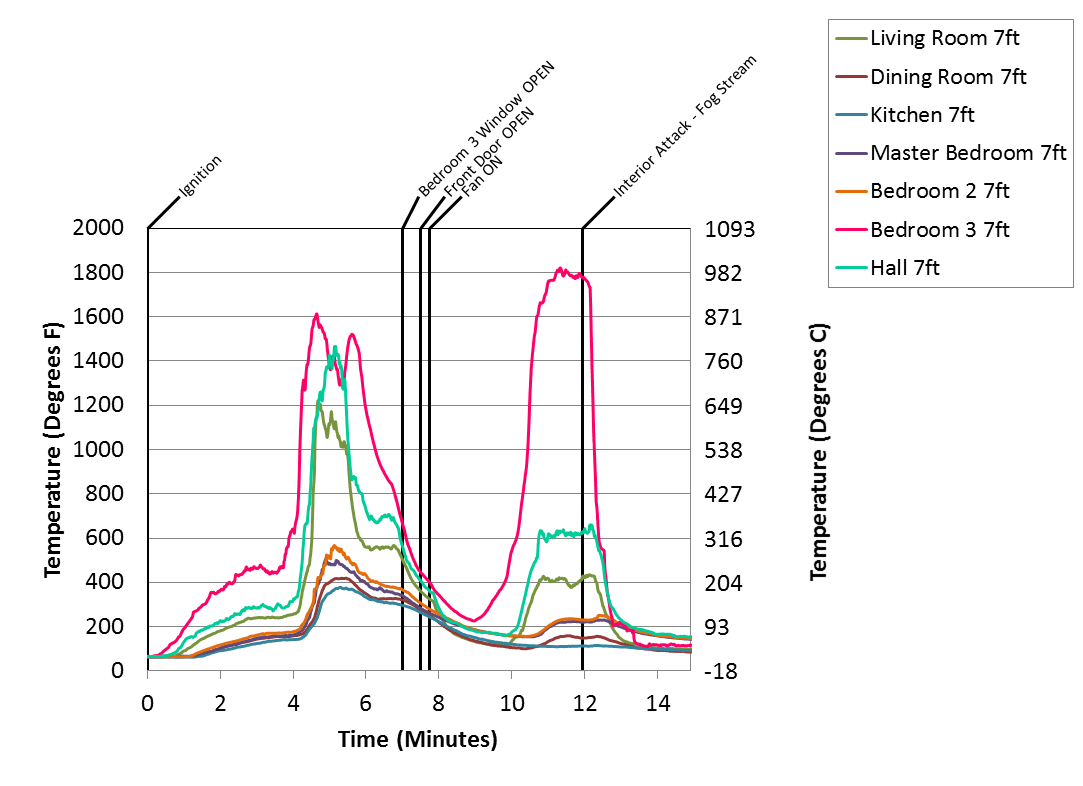 Living Room 7ft
Dining Room 7ft
Kitchen 7ft
Master Bedroom 7ft
Bedroom 2 7ft
Bedroom 3 7ft
Hall 7ft
Ignition
Bedroom 3 Window OPEN
Front Door OPEN
Fan ON
Interior Attack - Fog Stream
Temperature (Degrees F)
2000
1800
1600
1400
1200
1000
800
600
400
200
0
1093
982
871
760
649
538
427
316
204
93
-18
Temperature (Degrees C)
0 2 4 6 8 10 12 14
Time (Minutes)